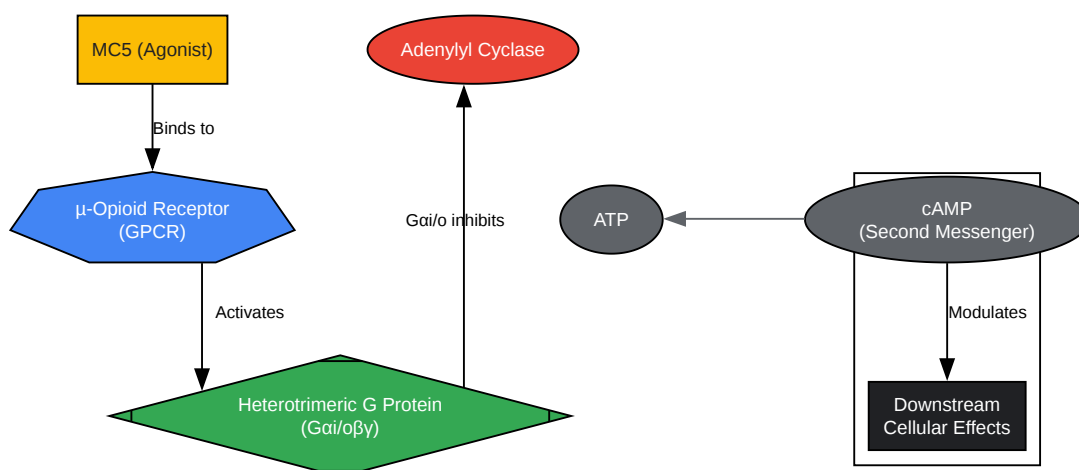 MC5 (Agonist)
Adenylyl Cyclase
Binds to
µ-Opioid Receptor
(GPCR)
Gαi/o inhibits
ATP
cAMP
(Second Messenger)
Activates
Modulates
Heterotrimeric G Protein
(Gαi/oβγ)
Downstream
Cellular Effects